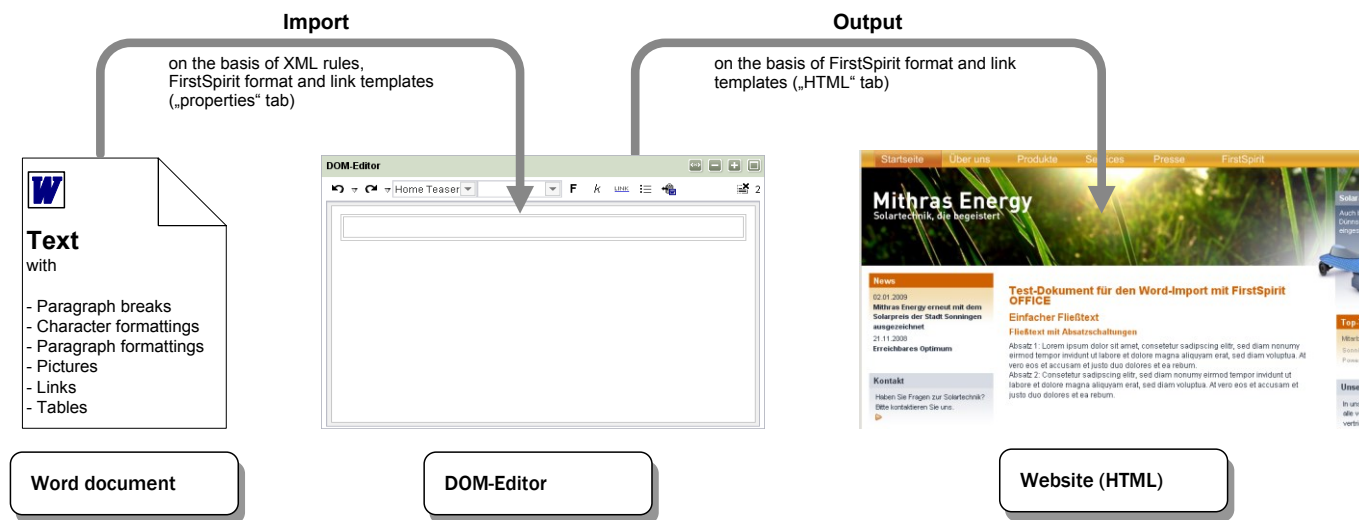 Import
on the basis of XML rules,
FirstSpirit format and link templates
(„properties“ tab)
Output
on the basis of FirstSpirit format and link
templates („HTML“ tab)
W
Text
with
- Paragraph breaks
- Character formattings
- Paragraph formattings
- Pictures
- Links
- Tables
DOM-Editor
Home Teaser
F k LINK
2
Startseite Über uns Produkte Services Presse FirstSpirit
Mithras Energy
Solartechnik, die begeistert
Solar
Auch b
News
02.01.2009
Mithras Energy erneut mit dem
Solarpreis der Stadt Sonningen
ausgezeichnet
21.11.2008
Erreichbares Optimum
Kontakt
Haben Sie Fragen zur Solartechnik?
Bitte kontaktieren Sie uns.
Test-Dokument für den Word-Import mit FirstSpirit
OFFICE
Einfacher Fließtext
Fließtext mit Absatzschaltungen
Absatz 1: Lorem ipsum dolor sit amet, consetetur sadipscing elitr, sed diam nonumy
eirmod tempor invidunt ut labore et dolore magna aliquyam erat, sed diam voluptua. At
vero eos et accusam et justo duo dolores et ea rebum.
Absatz 2: Consetetur sadipscing elitr, sed diam nonumy eirmod tempor invidunt ut
labore et dolore magna aliquyam erat, sed diam voluptua. At vero eos et accusam et
justo duo dolores et ea rebum.
Top-
Unse
In uns
alle v
vertri
Word document
DOM-Editor
Website (HTML)